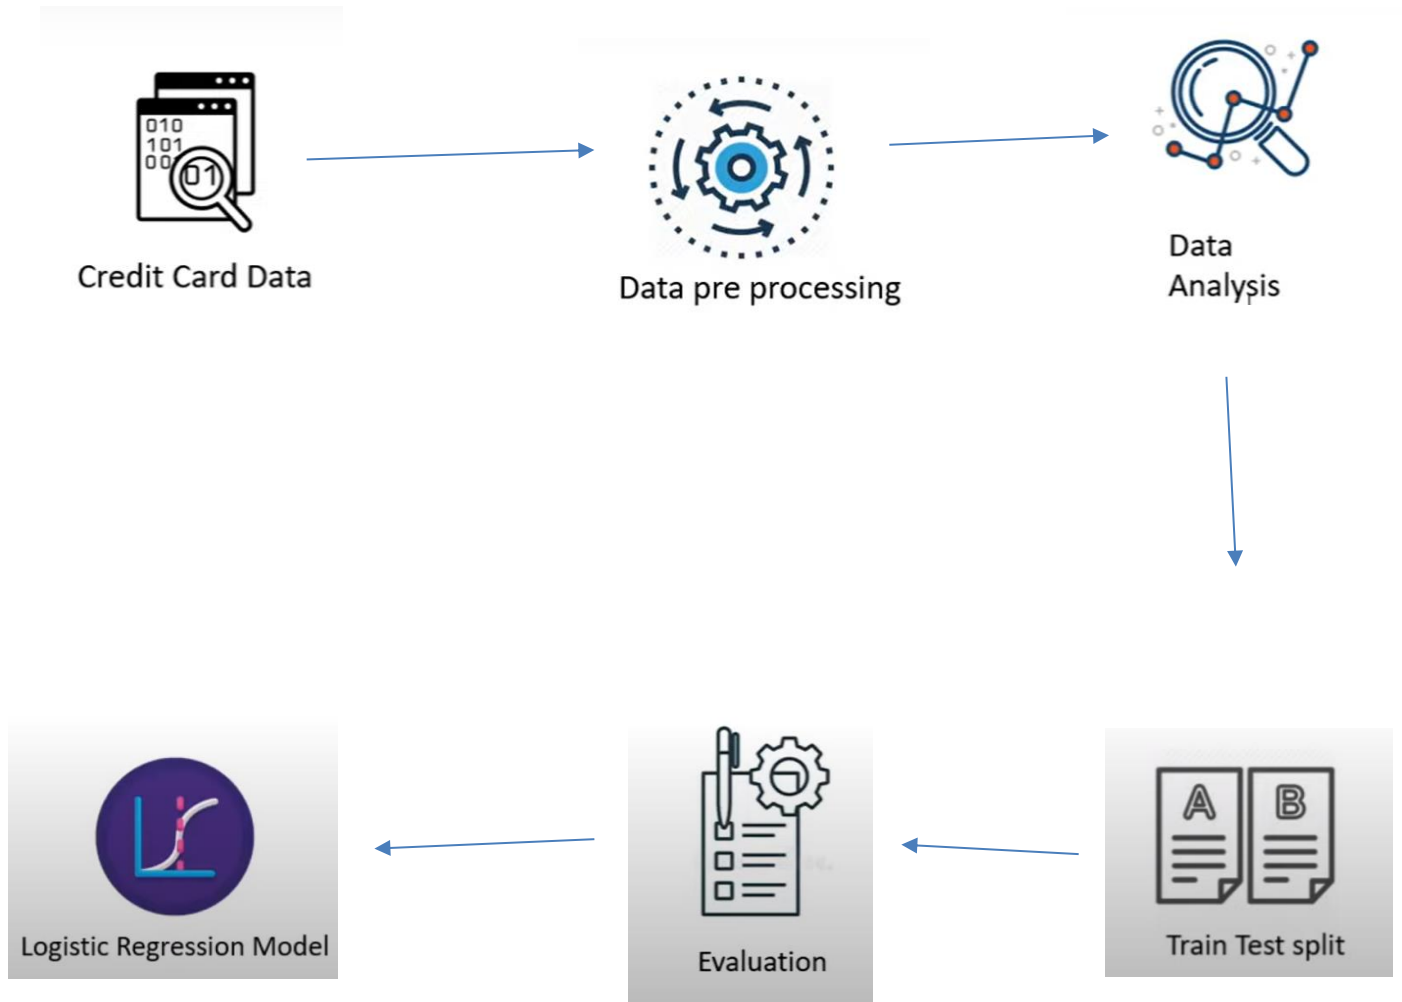 010
101
00
01
Credit Card Data
Data pre processing
Data
Analysis
A
B
Logistic Regression Model
Evaluation
Train Test split